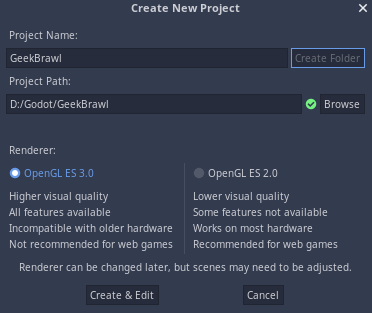 Create New Project
Project Name:
GeekBrawl
Create Folder
Project Path:
D:/Godot/GeekBrawl
Browse
Renderer:
OpenGL ES 3.0
Higher visual quality
All features available
Incompatible with older hardware
Not recommended for web games
OpenGL ES 2.0
Lower visual quality
Some features not available
Works on most hardware
Recommended for web games
Renderer can be changed later, but scenes may need to be adjusted.
Create & Edit
Cancel